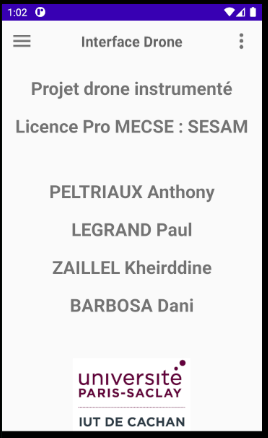 1:02
Interface Drone
Projet drone instrumenté
Licence Pro MECSE : SESAM
PELTRIAUX Anthony
LEGRAND Paul
ZAILLEL Kheirddine
BARBOSA Dani
université
PARIS-SACLAY
IUT DE CACHAN